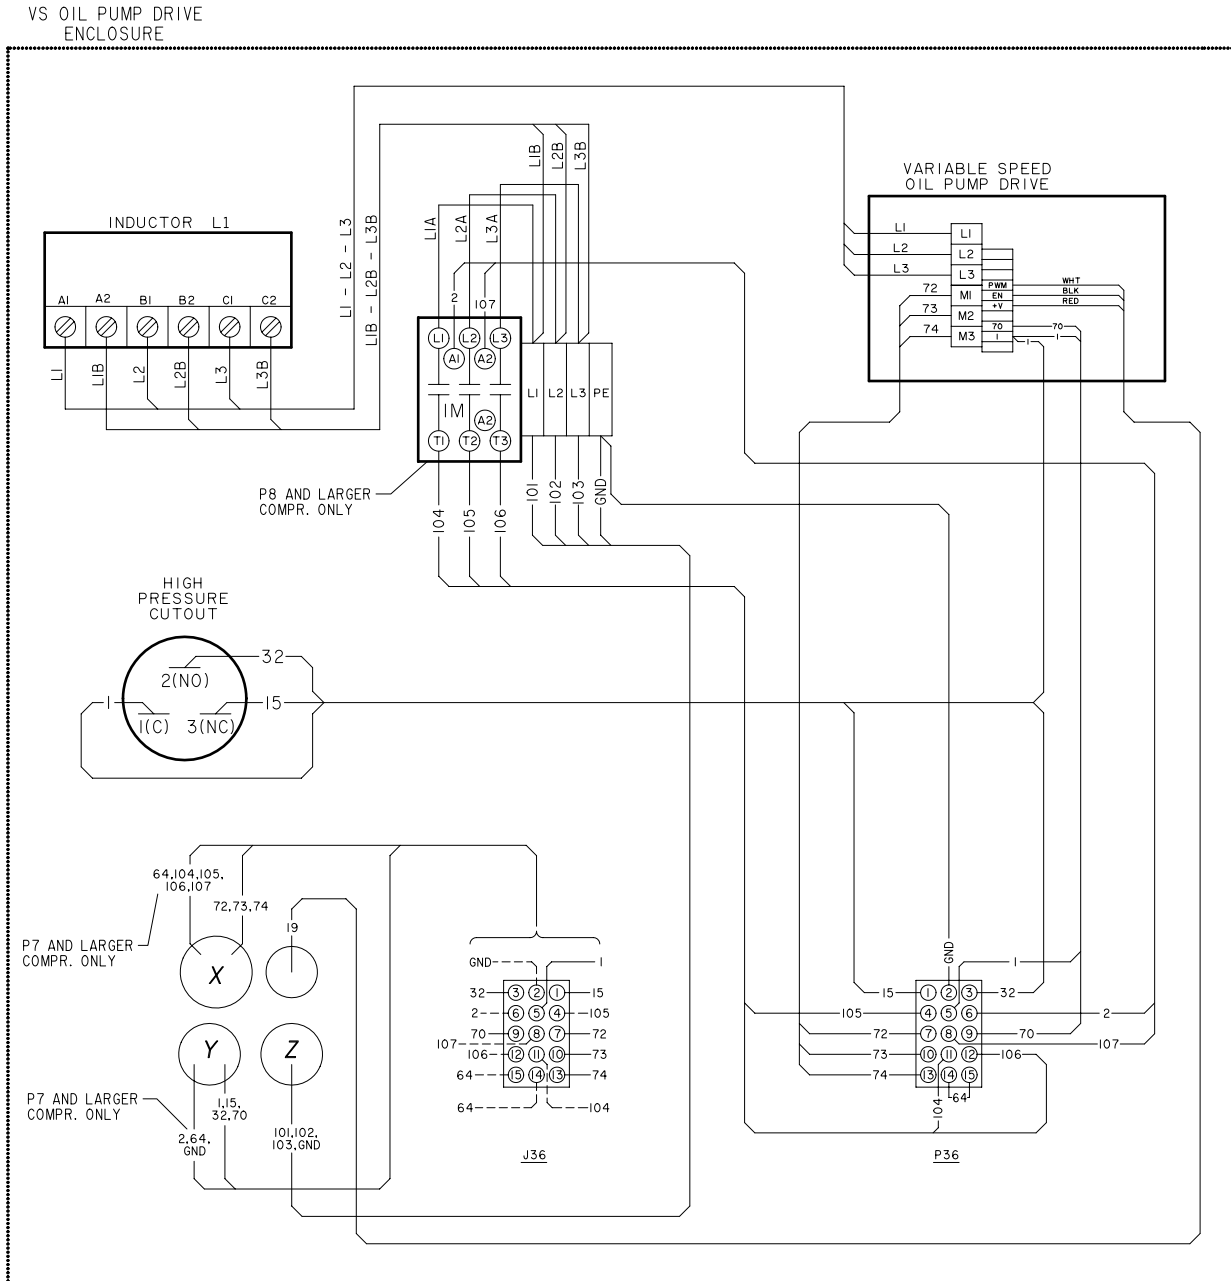 VS OIL PUMP DRIVE
ENCLOSURE
VARIABLE SPEED
OIL PUMP DRIVE
INDUCTOR L1
A1 A2 B1 B2 C1 C2
L1 L1B L2 L2B L3 L3B
L1 - L2 - L3
L1B - L2B - L3B
L1B L2B L3B
L1A L2A L3A
2 107
L1 L2 L3
A1 A2
1M
A2
T1 T2 T3
L1 L2 L3 PE
L1 L1
L2 L2
L3 L3
72 M1
73 M2
74 M3
PWM WHT
EN BLK
+V RED
70 70
1 1
1
P8 AND LARGER
COMPR. ONLY
104 105 106
101 102 103 GND
HIGH
PRESSURE
CUTOUT
32
2(NO)
1 15
1(C) 3(NC)
64,104,105,
106,107
72,73,74
19
P7 AND LARGER
COMPR. ONLY
X
Y Z
P7 AND LARGER
COMPR. ONLY
1,15,
32,70
2,64,
GND
101,102,
103,GND
GND 1
32 3 2 1 15
2 6 5 4 105
70 9 8 7 72
107
106 12 11 10 73
64 15 14 13 74
64 104
J36
GND 1
15 1 2 3 32
105 4 5 6 2
72 7 8 9 70
107
73 10 11 12 106
74 13 14 15
64
104
P36